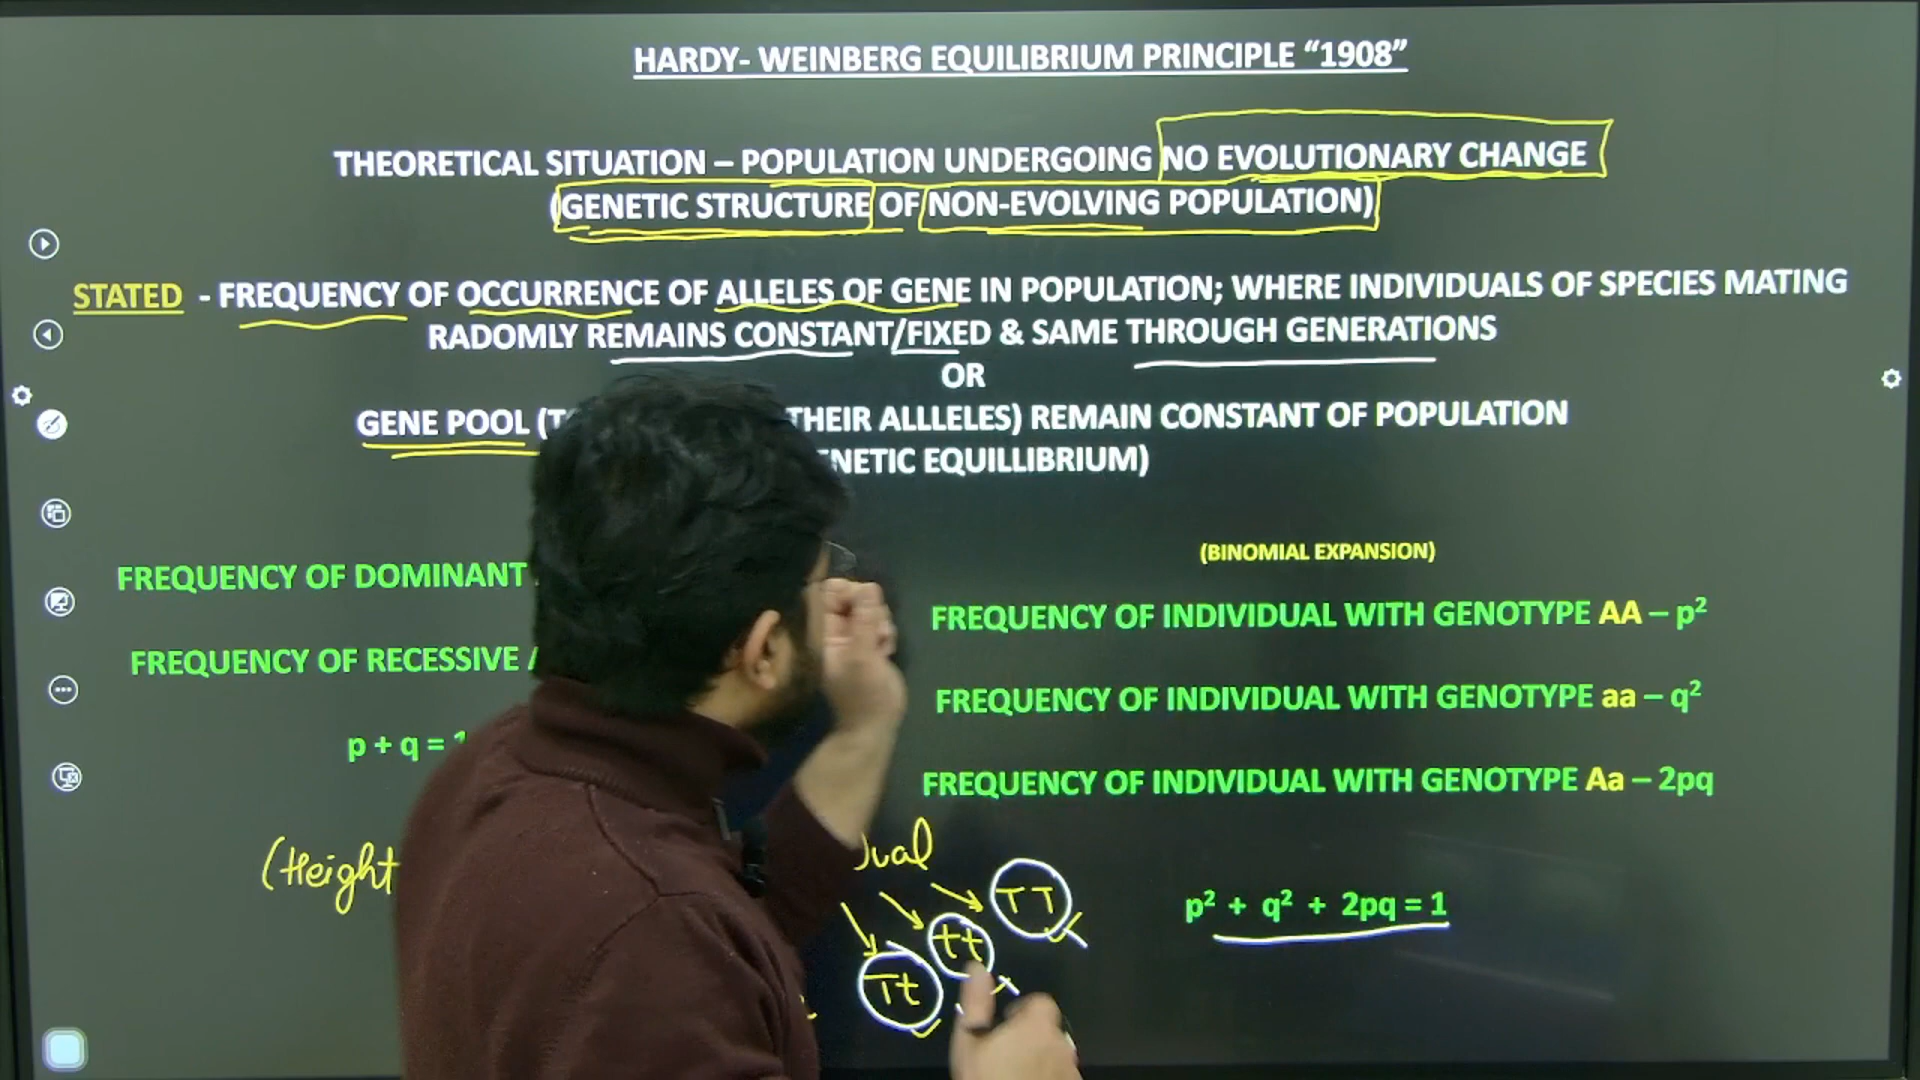 HARDY- WEINBERG EQUILIBRIUM PRINCIPLE “1908”
THEORETICAL SITUATION – POPULATION UNDERGOING NO EVOLUTIONARY CHANGE
(GENETIC STRUCTURE OF NON-EVOLVING POPULATION)
STATED - FREQUENCY OF OCCURRENCE OF ALLELES OF GENE IN POPULATION; WHERE INDIVIDUALS OF SPECIES MATING
RADOMLY REMAINS CONSTANT/FIXED & SAME THROUGH GENERATIONS
OR
GENE POOL THEIR ALLLELES) REMAIN CONSTANT OF POPULATION
EQUILLIBRIUM)
(BINOMIAL EXPANSION)
FREQUENCY OF DOMINANT
FREQUENCY OF INDIVIDUAL WITH GENOTYPE AA – p²
FREQUENCY OF RECESSIVE
FREQUENCY OF INDIVIDUAL WITH GENOTYPE aa – q²
p + q = 1
FREQUENCY OF INDIVIDUAL WITH GENOTYPE Aa – 2pq
(Height
TT
p² + q² + 2pq = 1
tt
Tt